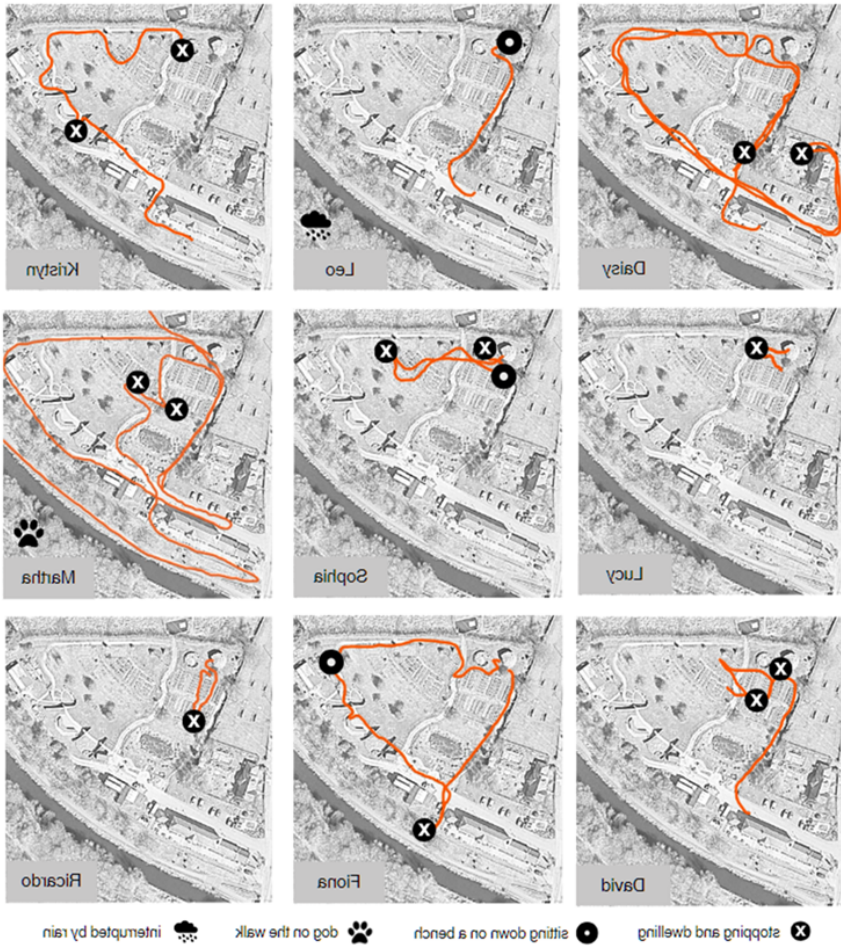 Daisy
Leo
Kristyn
Lucy
Sophia
Martha
David
Fiona
Ricardo
stopping and dwelling
sitting down on a bench
dog on the walk
interrupted by rain